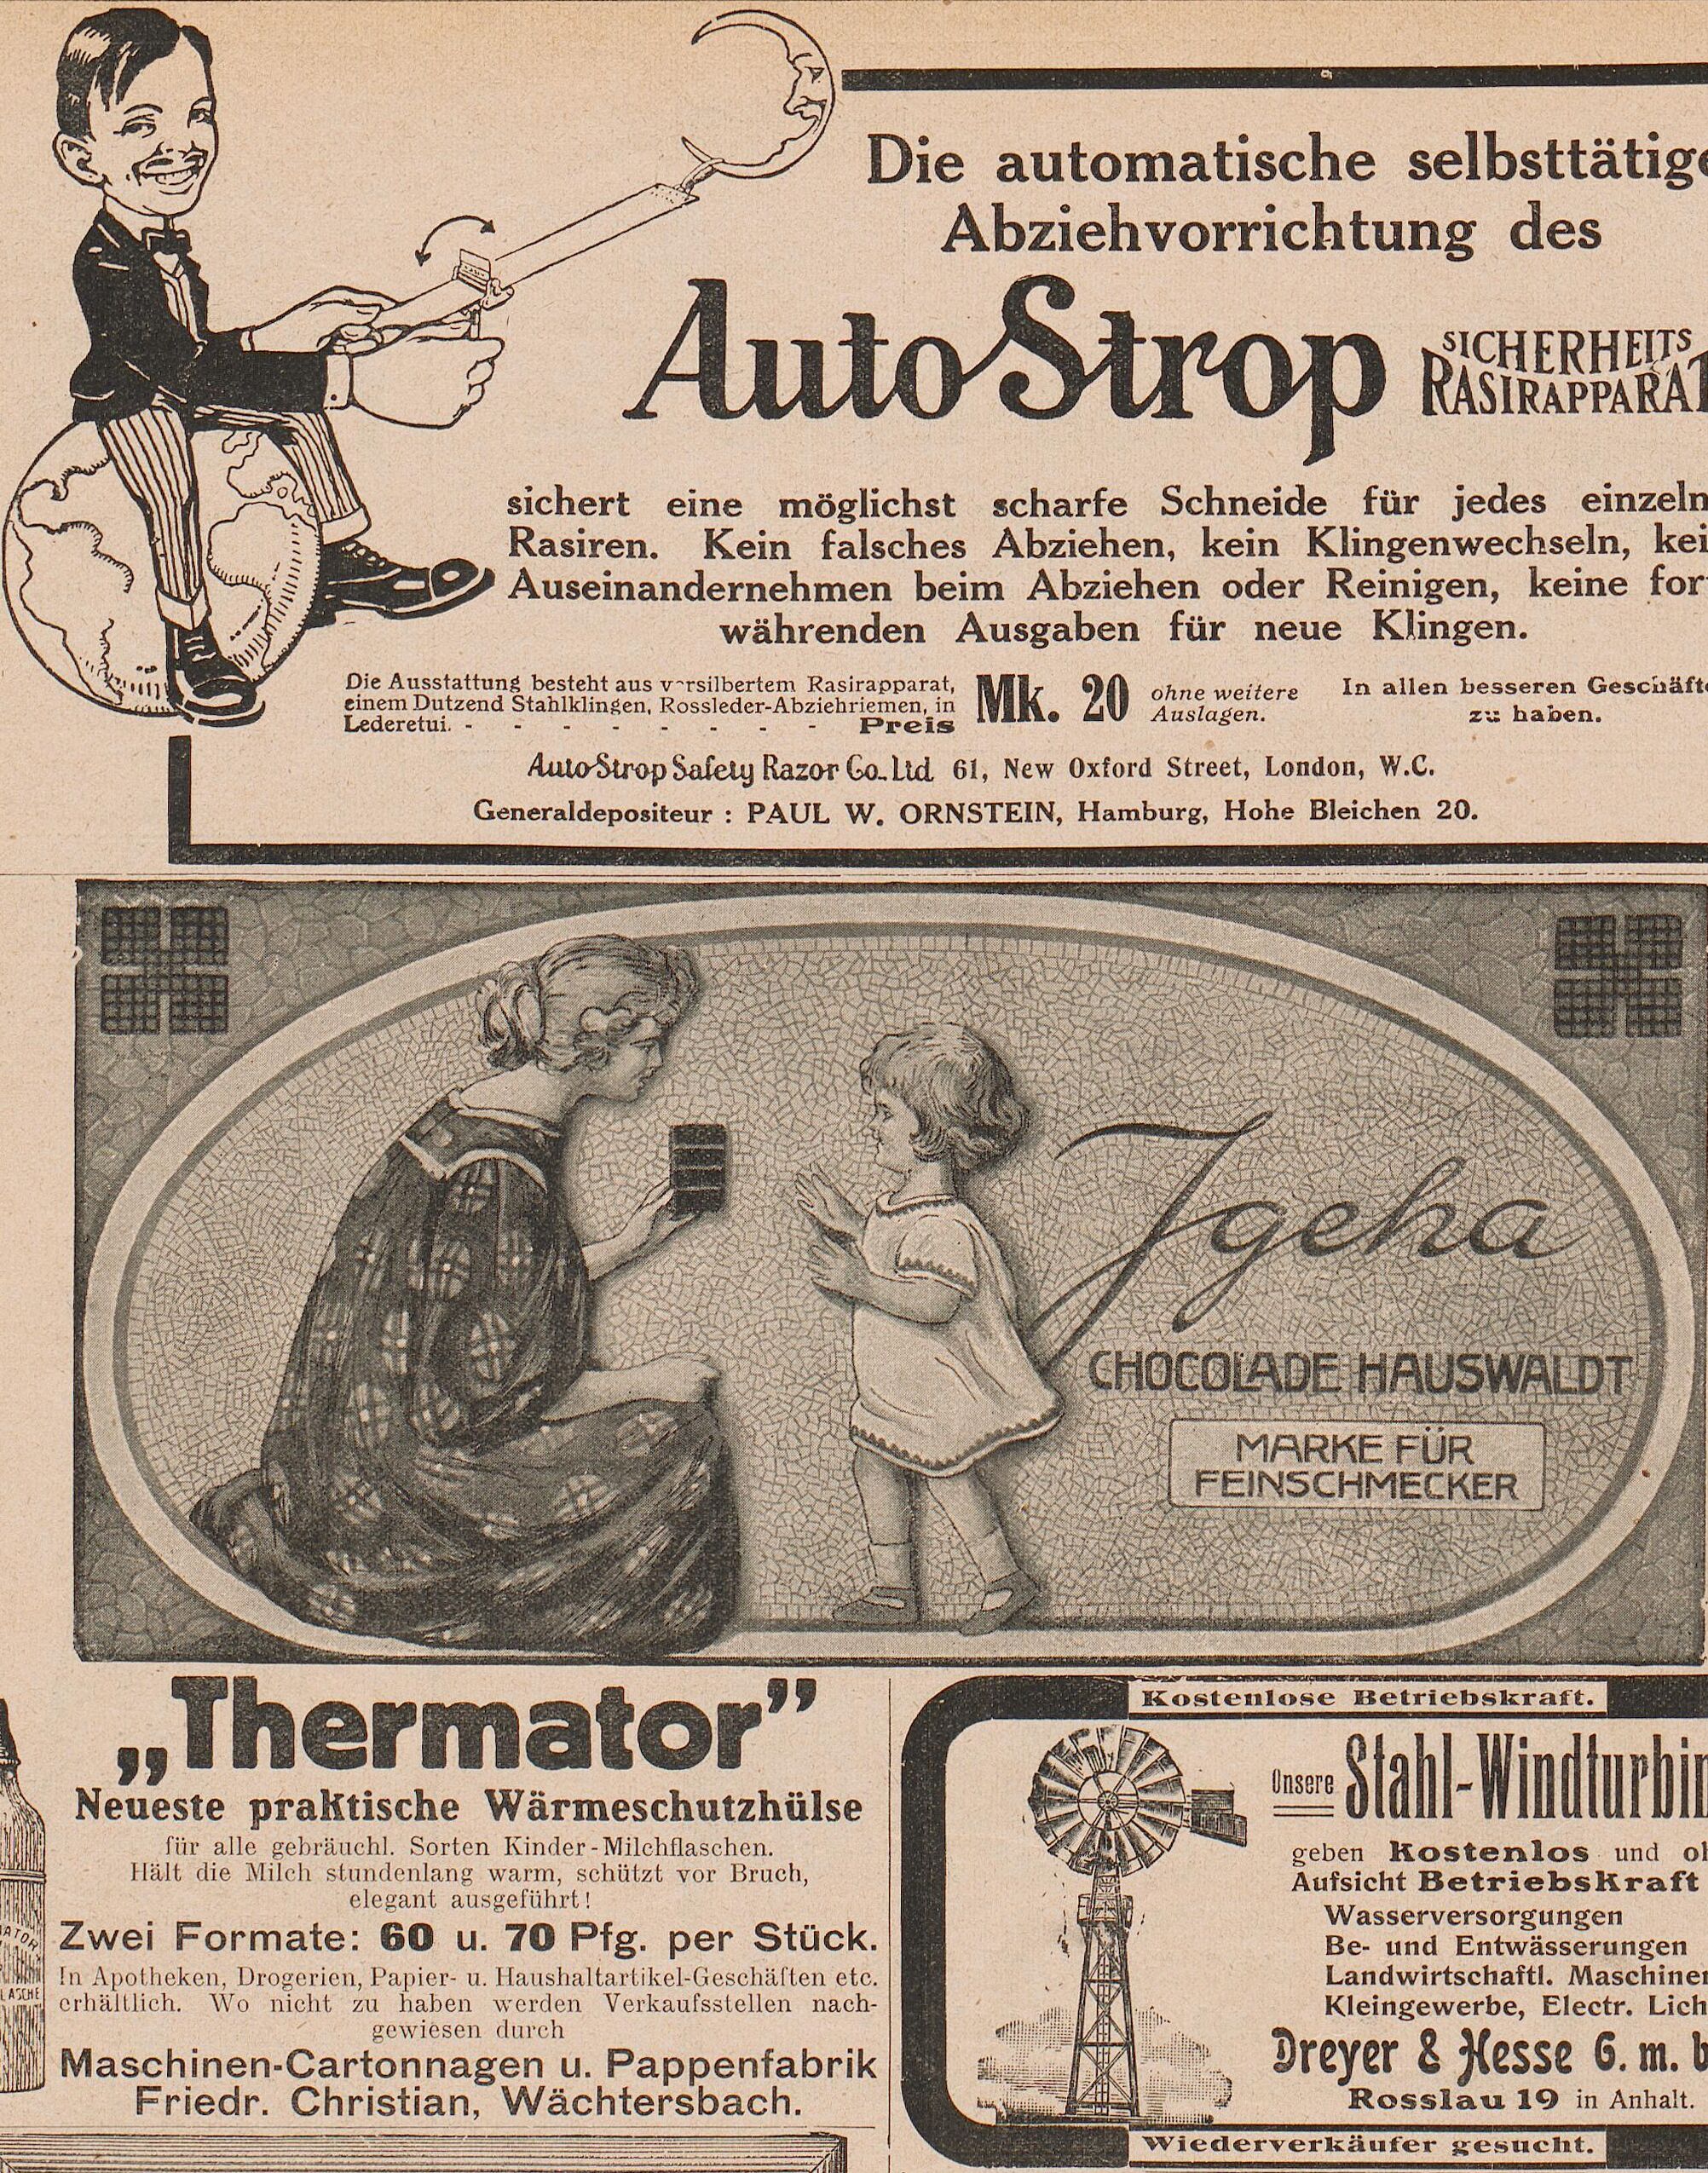 Die automatische selbsttätige
Abziehvorrichtung des
AutoStrop SICHERHEITS
RASIRAPPARAT
sichert eine möglichst scharfe Schneide für jedes einzeln
Rasiren. Kein falsches Abziehen, kein Klingenwechseln, kei
Auseinandernehmen beim Abziehen oder Reinigen, keine for
währenden Ausgaben für neue Klingen.
Die Ausstattung besteht aus versilbertem Rasirapparat,
einem Dutzend Stahlklingen, Rossleder-Abziehriemen, in
Lederetui. - - - - - - - - Preis
Mk. 20
ohne weitere
Auslagen.
In allen besseren Geschäfte
zu haben.
AutoStrop Safety Razor Co. Ltd. 61, New Oxford Street, London, W.C.
Generaldepositeur : PAUL W. ORNSTEIN, Hamburg, Hohe Bleichen 20.
Igeha
CHOCOLADE HAUSWALDT
MARKE FÜR
FEINSCHMECKER
„Thermator”
Neueste praktische Wärmeschutzhülse
für alle gebräuchl. Sorten Kinder-Milchflaschen.
Hält die Milch stundenlang warm, schützt vor Bruch,
elegant ausgeführt!
Zwei Formate: 60 u. 70 Pfg. per Stück.
In Apotheken, Drogerien, Papier- u. Haushaltartikel-Geschäften etc.
erhältlich. Wo nicht zu haben werden Verkaufsstellen nach-
gewiesen durch
Maschinen-Cartonnagen u. Pappenfabrik
Friedr. Christian, Wächtersbach.
ATOR
LASCHE
Kostenlose Betriebskraft.
Unsere Stahl-Windturbin
geben kostenlos und oh
Aufsicht Betriebskraft
Wasserversorgungen
Be- und Entwässerungen
Landwirtschaftl. Maschinen
Kleingewerbe, Electr. Lich
Dreyer & Hesse G. m. b
Rosslau 19 in Anhalt.
Wiederverkäufer gesucht.